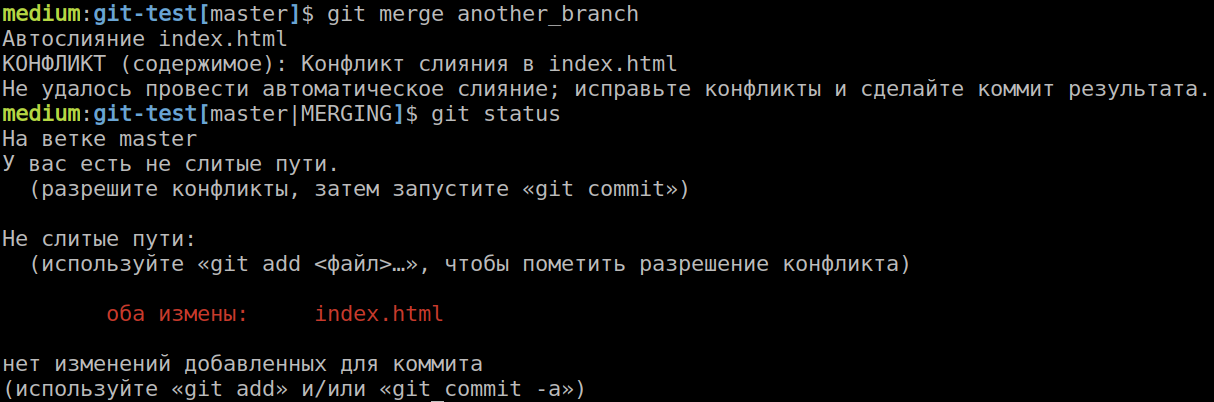 medium:git-test[master]$ git merge another_branch
Автослияние index.html
КОНФЛИКТ (содержимое): Конфликт слияния в index.html
Не удалось провести автоматическое слияние; исправьте конфликты и сделайте коммит результата.
medium:git-test[master|MERGING]$ git status
На ветке master
У вас есть не слитые пути.
(разрешите конфликты, затем запустите «git commit»)
Не слитые пути:
(используйте «git add <файл>…», чтобы пометить разрешение конфликта)
оба измены: index.html
нет изменений добавленных для коммита
(используйте «git add» и/или «git commit -a»)